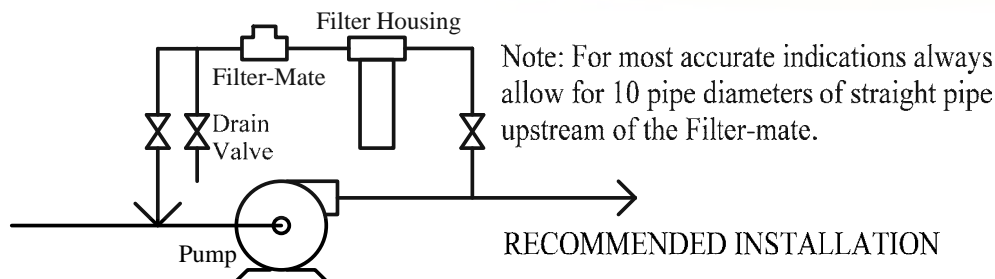 Filter Housing
Filter-Mate
Note: For most accurate indications always
allow for 10 pipe diameters of straight pipe
upstream of the Filter-mate.
Drain
Valve
Pump
RECOMMENDED INSTALLATION